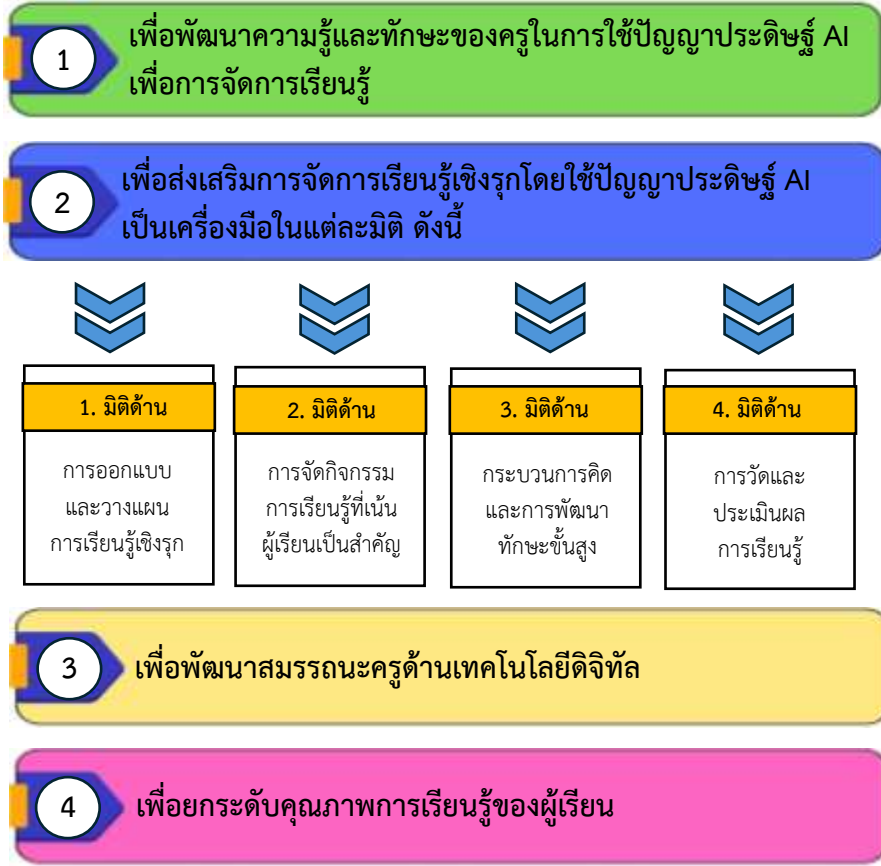 1
เพื่อพัฒนาความรู้และทักษะของครูในการใช้ปัญญาประดิษฐ์ AI
เพื่อการจัดการเรียนรู้
2
เพื่อส่งเสริมการจัดการเรียนรู้เชิงรุกโดยใช้ปัญญาประดิษฐ์ AI
เป็นเครื่องมือในแต่ละมิติ ดังนี้
1. มิติด้าน
การออกแบบ
และวางแผน
การเรียนรู้เชิงรุก
2. มิติด้าน
การจัดกิจกรรม
การเรียนรู้ที่เน้น
ผู้เรียนเป็นสำคัญ
3. มิติด้าน
กระบวนการคิด
และการพัฒนา
ทักษะขั้นสูง
4. มิติด้าน
การวัดและ
ประเมินผล
การเรียนรู้
3
เพื่อพัฒนาสมรรถนะครูด้านเทคโนโลยีดิจิทัล
4
เพื่อยกระดับคุณภาพการเรียนรู้ของผู้เรียน